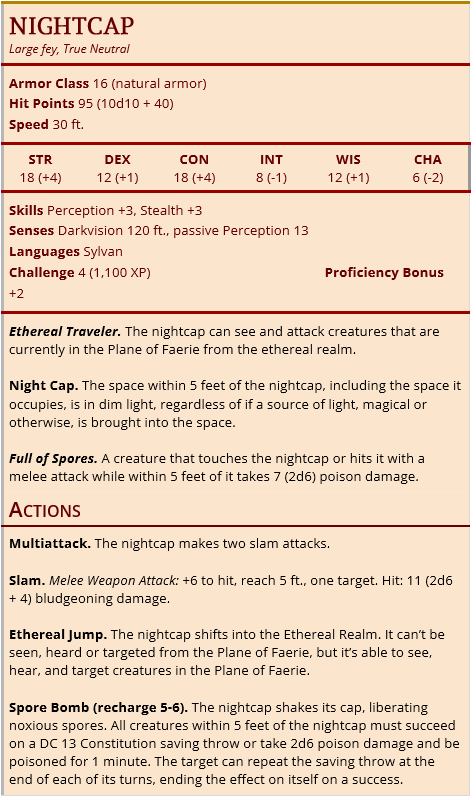 NIGHTCAP
Large fey, True Neutral
Armor Class 16 (natural armor)
Hit Points 95 (10d10 + 40)
Speed 30 ft.
STR DEX CON INT WIS CHA
18 (+4) 12 (+1) 18 (+4) 8 (-1) 12 (+1) 6 (-2)
Skills Perception +3, Stealth +3
Senses Darkvision 120 ft., passive Perception 13
Languages Sylvan
Challenge 4 (1,100 XP) Proficiency Bonus
+2
Ethereal Traveler. The nightcap can see and attack creatures that are
currently in the Plane of Faerie from the ethereal realm.
Night Cap. The space within 5 feet of the nightcap, including the space it
occupies, is in dim light, regardless of if a source of light, magical or
otherwise, is brought into the space.
Full of Spores. A creature that touches the nightcap or hits it with a
melee attack while within 5 feet of it takes 7 (2d6) poison damage.
ACTIONS
Multiattack. The nightcap makes two slam attacks.
Slam. Melee Weapon Attack: +6 to hit, reach 5 ft., one target. Hit: 11 (2d6
+ 4) bludgeoning damage.
Ethereal Jump. The nightcap shifts into the Ethereal Realm. It can't be
seen, heard or targeted from the Plane of Faerie, but it's able to see,
hear, and target creatures in the Plane of Faerie.
Spore Bomb (recharge 5-6). The nightcap shakes its cap, liberating
noxious spores. All creatures within 5 feet of the nightcap must succeed
on a DC 13 Constitution saving throw or take 2d6 poison damage and be
poisoned for 1 minute. The target can repeat the saving throw at the
end of each of its turns, ending the effect on itself on a success.